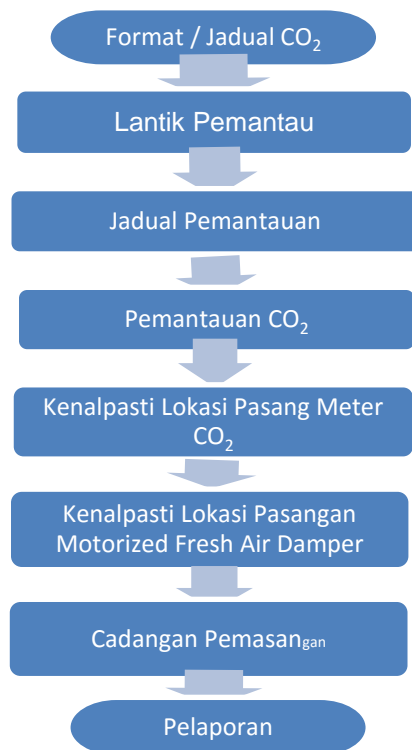 Format / Jadual CO₂
Lantik Pemantau
Jadual Pemantauan
Pemantauan CO₂
Kenalpasti Lokasi Pasang Meter
CO₂
Kenalpasti Lokasi Pasangan
Motorized Fresh Air Damper
Cadangan Pemasangan
Pelaporan